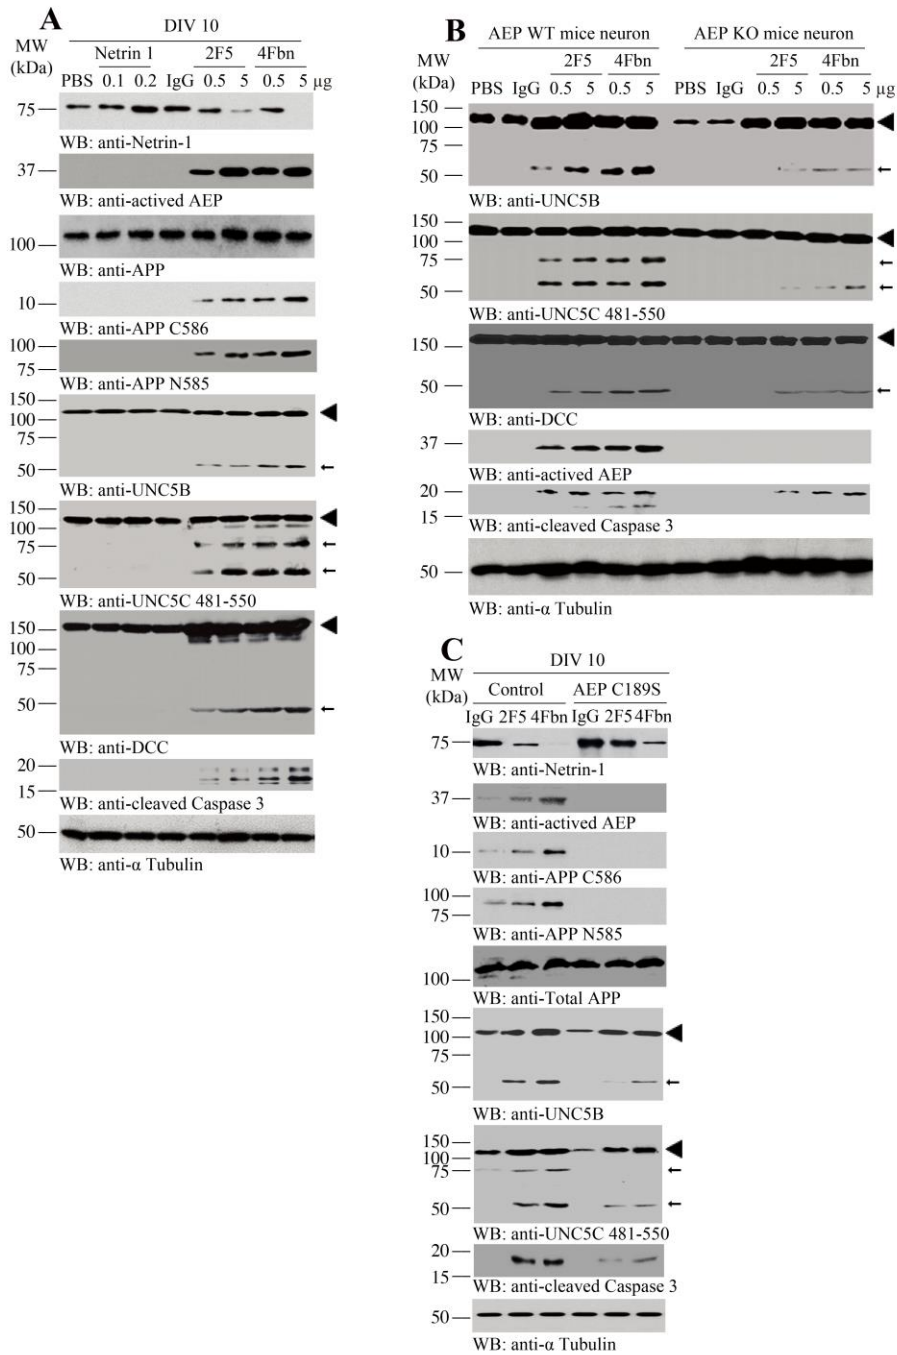 A
DIV 10
MW
(kDa)
Netrin 1 2F5 4Fbn
PBS 0.1 0.2 IgG 0.5 5 0.5 5 µg
75
WB: anti-Netrin-1
37
WB: anti-actived AEP
100
WB: anti-APP
10
WB: anti-APP C586
100
75
WB: anti-APP N585
150
100
75
50
WB: anti-UNC5B
150
100
75
50
WB: anti-UNC5C 481-550
150
100
75
50
WB: anti-DCC
20
15
WB: anti-cleaved Caspase 3
50
WB: anti-α Tubulin
B
AEP WT mice neuron AEP KO mice neuron
MW
(kDa)
2F5 4Fbn 2F5 4Fbn
PBS IgG 0.5 5 0.5 5 PBS IgG 0.5 5 0.5 5 µg
150
100
75
50
WB: anti-UNC5B
150
100
75
50
WB: anti-UNC5C 481-550
150
50
WB: anti-DCC
37
WB: anti-actived AEP
20
15
WB: anti-cleaved Caspase 3
50
WB: anti-α Tubulin
C
DIV 10
MW
(kDa)
Control AEP C189S
IgG 2F5 4Fbn IgG 2F5 4Fbn
75
WB: anti-Netrin-1
37
WB: anti-actived AEP
10
WB: anti-APP C586
100
75
WB: anti-APP N585
100
WB: anti-Total APP
150
100
75
50
WB: anti-UNC5B
150
100
75
50
WB: anti-UNC5C 481-550
20
15
WB: anti-cleaved Caspase 3
50
WB: anti-α Tubulin